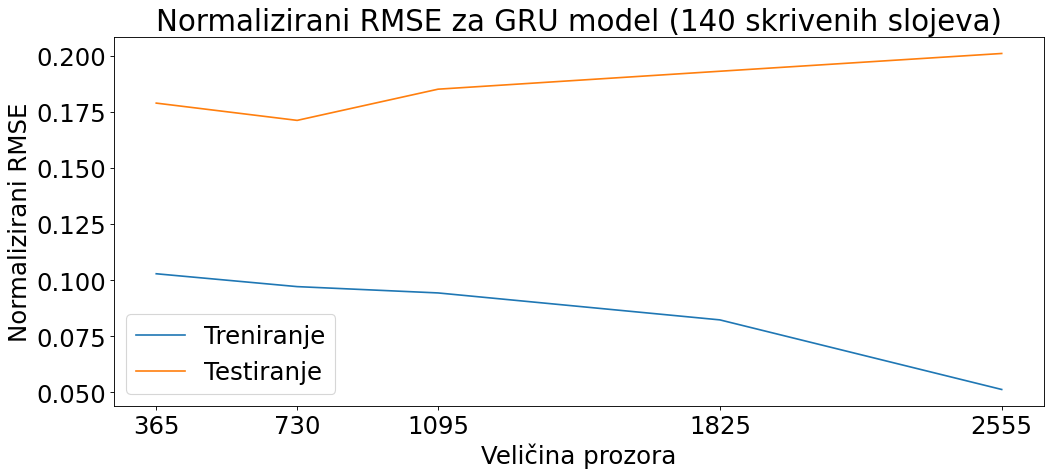 Normalizirani RMSE za GRU model (140 skrivenih slojeva)
Normalizirani RMSE
0.200
0.175
0.150
0.125
0.100
0.075
0.050
Treniranje
Testiranje
365 730 1095 1825 2555
Veličina prozora